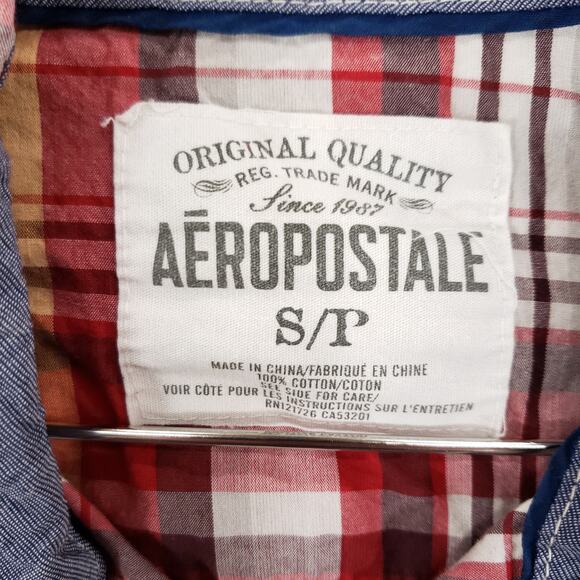 ORIGINAL QUALITY
REG. TRADE MARK
Since 1987
AÉROPOSTALE
S/P
MADE IN CHINA/FABRIQUÉ EN CHINE
100% COTTON/COTON
SEE SIDE FOR CARE/
VOIR CÔTÉ POUR LES INSTRUCTIONS SUR L'ENTRETIEN
RN121726 CA53201